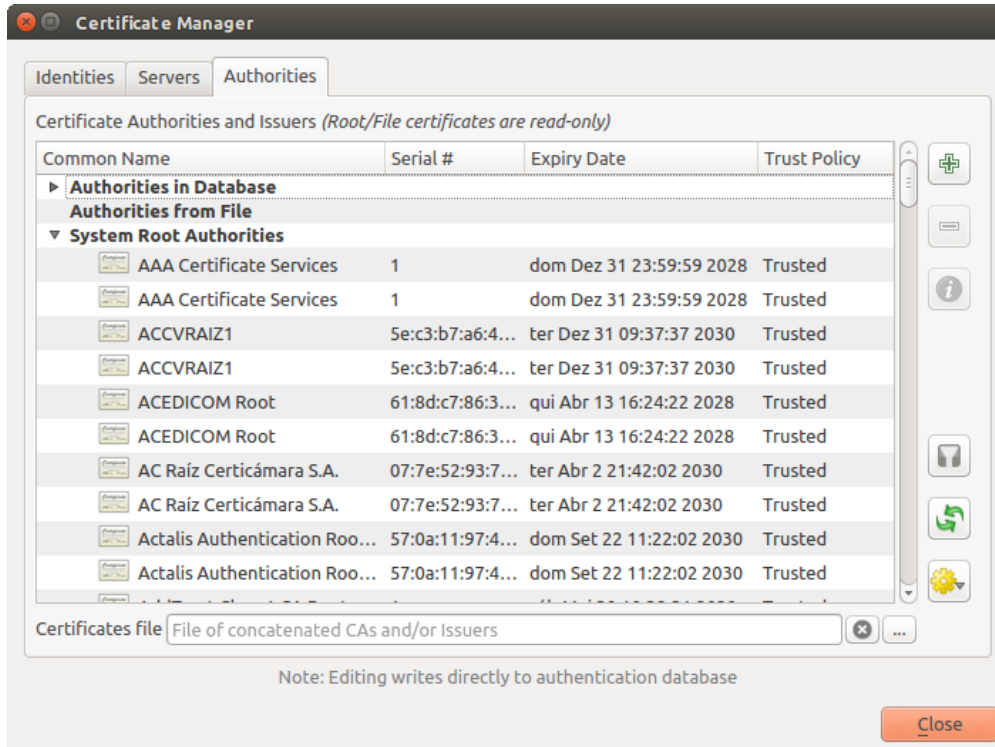 Certificate Manager
Identities Servers Authorities
Certificate Authorities and Issuers (Root/File certificates are read-only)
Common Name Serial # Expiry Date Trust Policy
Authorities in Database
Authorities from File
System Root Authorities
AAA Certificate Services 1 dom Dez 31 23:59:59 2028 Trusted
AAA Certificate Services 1 dom Dez 31 23:59:59 2028 Trusted
ACCVRAIZ1 5e:c3:b7:a6:4... ter Dez 31 09:37:37 2030 Trusted
ACCVRAIZ1 5e:c3:b7:a6:4... ter Dez 31 09:37:37 2030 Trusted
ACEDICOM Root 61:8d:c7:86:3... qui Abr 13 16:24:22 2028 Trusted
ACEDICOM Root 61:8d:c7:86:3... qui Abr 13 16:24:22 2028 Trusted
AC Raíz Certicámara S.A. 07:7e:52:93:7... ter Abr 2 21:42:02 2030 Trusted
AC Raíz Certicámara S.A. 07:7e:52:93:7... ter Abr 2 21:42:02 2030 Trusted
Actalis Authentication Roo... 57:0a:11:97:4... dom Set 22 11:22:02 2030 Trusted
Actalis Authentication Roo... 57:0a:11:97:4... dom Set 22 11:22:02 2030 Trusted
Certificates file File of concatenated CAs and/or Issuers ...
Note: Editing writes directly to authentication database
Close